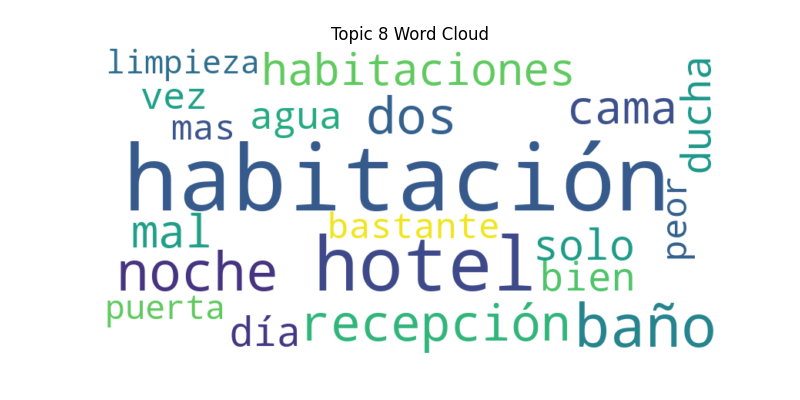 Topic 8 Word Cloud
limpieza
habitaciones
vez
mas
agua
dos
cama
ducha
habitación
peor
mal
bastante
noche
hotel
solo
bien
puerta
día
recepción
baño